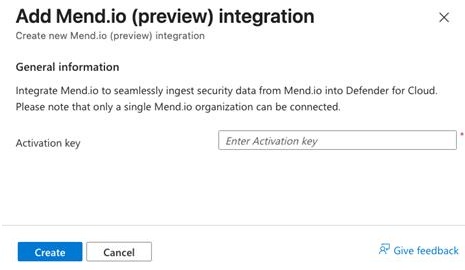 Add Mend.io (preview) integration
Create new Mend.io (preview) integration
General information
Integrate Mend.io to seamlessly ingest security data from Mend.io into Defender for Cloud.
Please note that only a single Mend.io organization can be connected.
Activation key
Enter Activation key
*
Create
Cancel
Give feedback